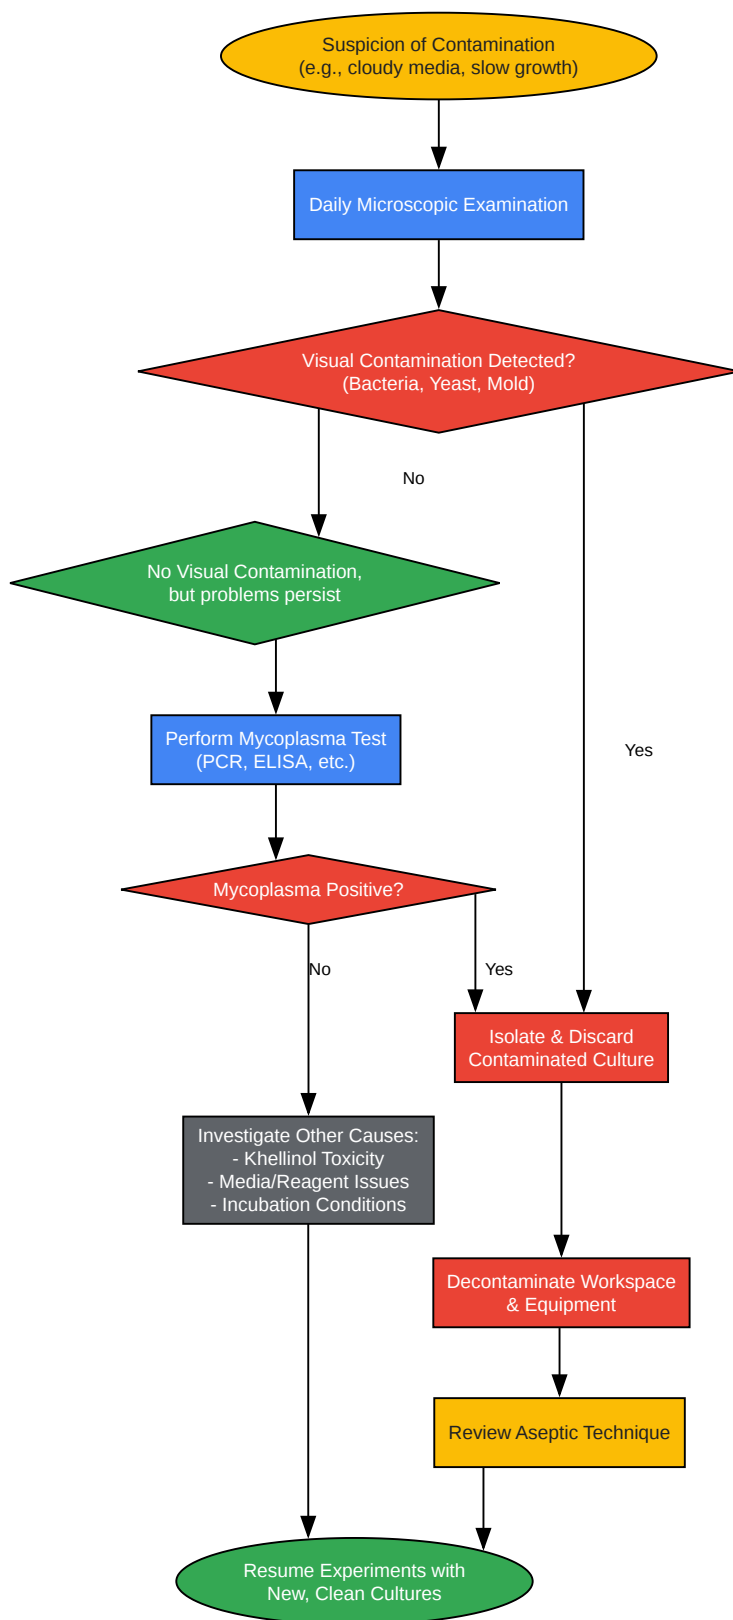 Suspicion of Contamination
(e.g., cloudy media, slow growth)
Daily Microscopic Examination
Visual Contamination Detected?
(Bacteria, Yeast, Mold)
No
No Visual Contamination,
but problems persist
Perform Mycoplasma Test
(PCR, ELISA, etc.)
Yes
Mycoplasma Positive?
No
Yes
Isolate & Discard
Contaminated Culture
Investigate Other Causes:
- Khellinol Toxicity
- Media/Reagent Issues
- Incubation Conditions
Decontaminate Workspace
& Equipment
Review Aseptic Technique
Resume Experiments with
New, Clean Cultures